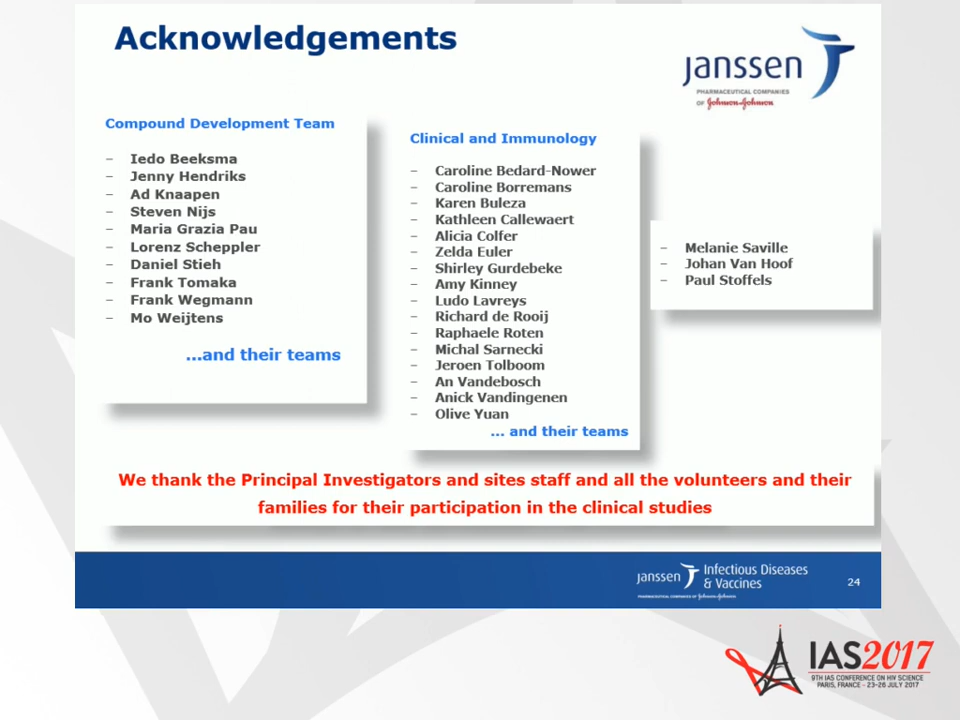 Acknowledgements
janssen
PHARMACEUTICAL COMPANIES
OF Johnson & Johnson
Compound Development Team
– Iedo Beeksma
– Jenny Hendriks
– Ad Knaapen
– Steven Nijs
– Maria Grazia Pau
– Lorenz Scheppler
– Daniel Stieh
– Frank Tomaka
– Frank Wegmann
– Mo Weijtens
...and their teams
Clinical and Immunology
– Caroline Bedard-Nower
– Caroline Borremans
– Karen Buleza
– Kathleen Callewaert
– Alicia Colfer
– Zelda Euler
– Shirley Gurdebeke
– Amy Kinney
– Ludo Lavreys
– Richard de Rooij
– Raphaele Roten
– Michal Sarnecki
– Jeroen Tolboom
– An Vandebosch
– Anick Vandingenen
– Olive Yuan
... and their teams
– Melanie Saville
– Johan Van Hoof
– Paul Stoffels
We thank the Principal Investigators and sites staff and all the volunteers and their
families for their participation in the clinical studies
janssen
PHARMACEUTICAL COMPANIES OF Johnson & Johnson
Infectious Diseases
& Vaccines
24
IAS2017
9TH IAS CONFERENCE ON HIV SCIENCE
PARIS, FRANCE – 23-26 JULY 2017